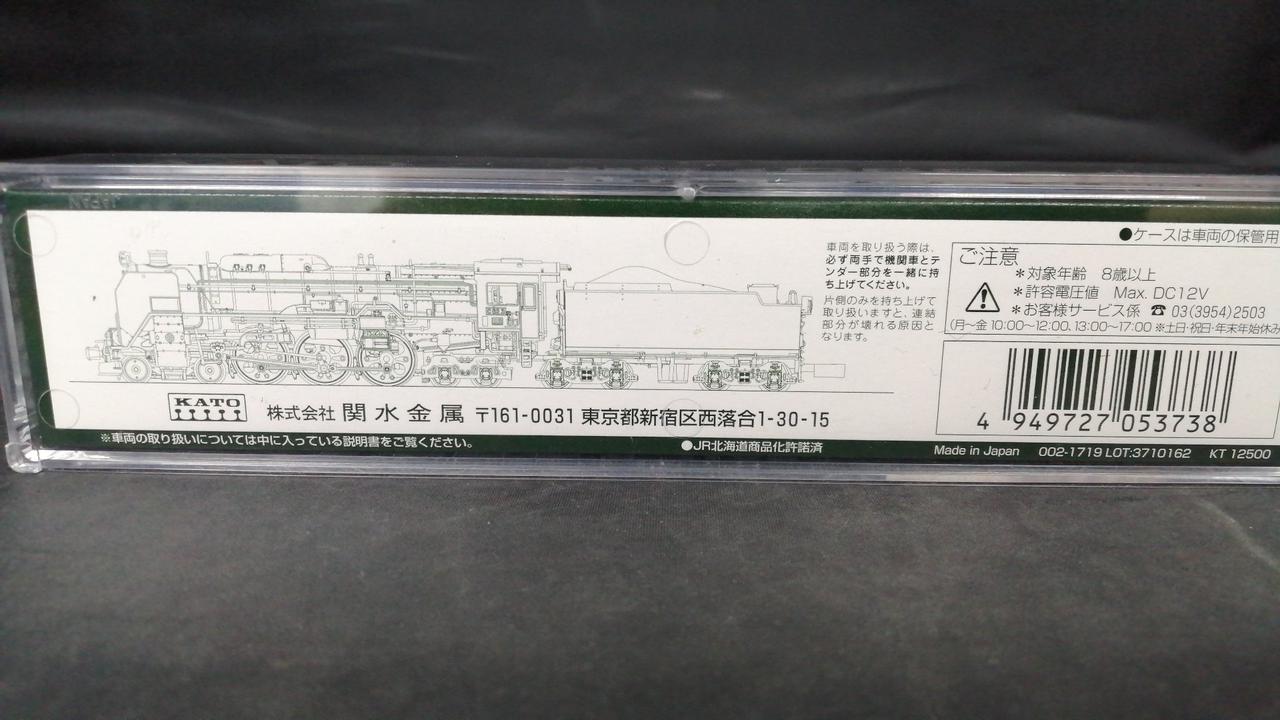 車両を取り扱う際は、
必ず両手で機関車とテ
ンダー部分を一緒に持
ち上げてください。
片側のみを持ち上げて
取り扱いますと、連結
部分が壊れる原因と
なります。
●ケースは車両の保管用
ご注意
＊対象年齢 8歳以上
＊許容電圧値 Max. DC12V
＊お客様サービス係 ☎ 03(3954)2503
(月～金 10:00～12:00、13:00～17:00 ※土日・祝日・年末年始休み
4 949727 053738
KATO
株式会社 関水金属 〒161-0031 東京都新宿区西落合1-30-15
※車両の取り扱いについては中に入っている説明書をご覧ください。
●JR北海道商品化許諾済
Made in Japan 002-1719 LOT:3710162 KT 12500